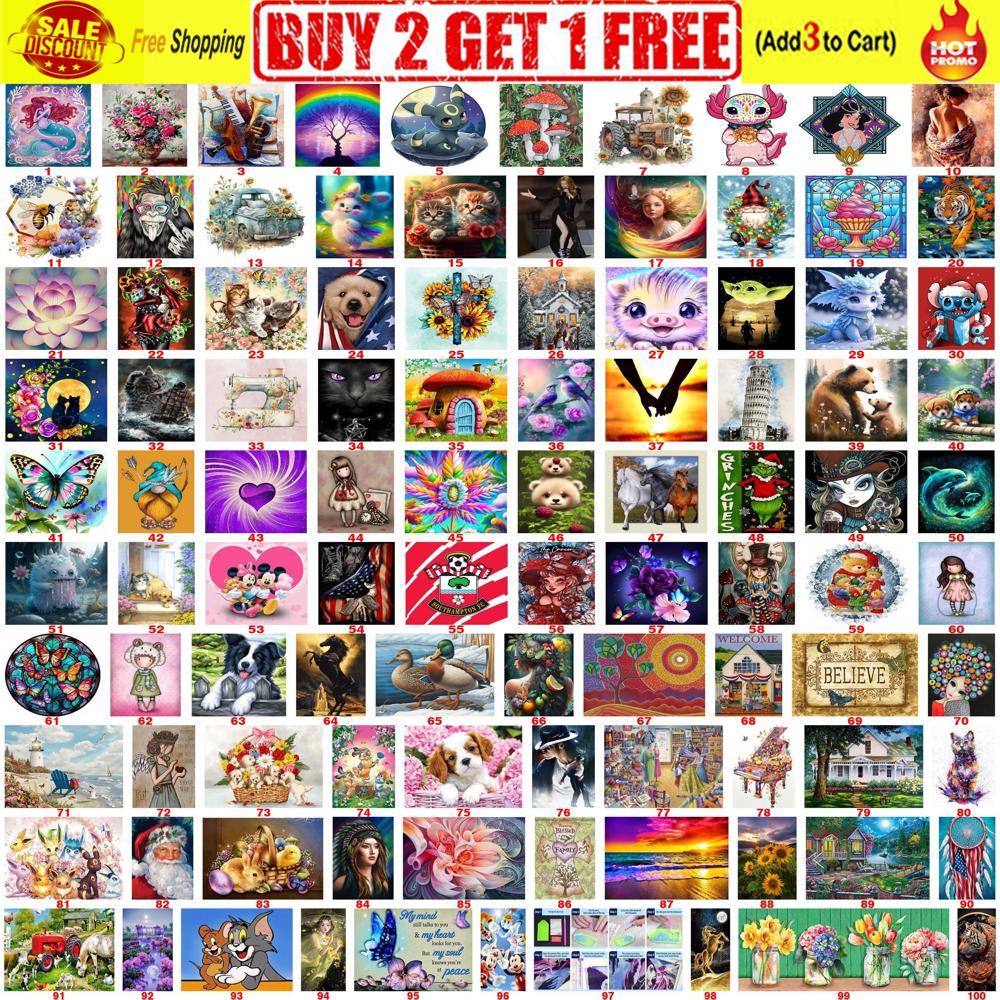 SALE
DISCOUNT
Free Shopping
BUY 2 GET 1 FREE
(Add 3 to Cart)
HOT
PROMO
1 2 3 4 5 6 7 8 9 10
11 12 13 14 15 16 17 18 19 20
21 22 23 24 25 26 27 28 29 30
31 32 33 34 35 36 37 38 39 40
GRINCHES
41 42 43 44 45 46 47 48 49 50
SOUTHAMPTON FC
51 52 53 54 55 56 57 58 59 60
WELCOME
BELIEVE
61 62 63 64 65 66 67 68 69 70
71 72 73 74 75 76 77 78 79 80
BLESSED
FAMILY
81 82 83 84 85 86 87 88 89 90
My mind
still talks to you
& my heart
looks for you.
But my soul
knows you're
at peace
91 92 93 94 95 96 97 98 99 100